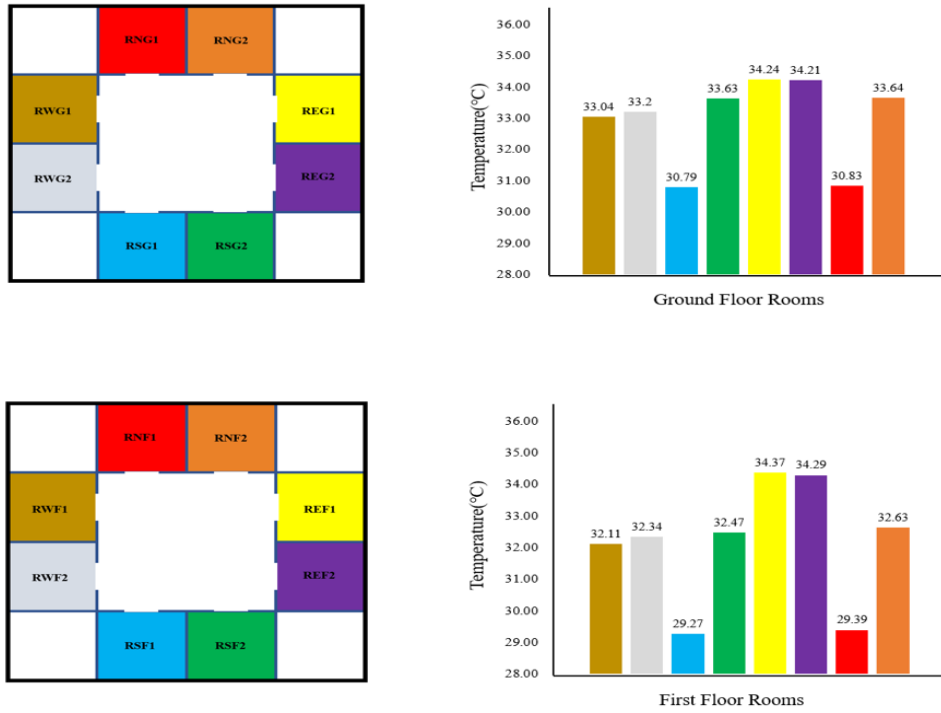 RNG1 RNG2
RWG1 REG1
RWG2 REG2
RSG1 RSG2
Temperature(°C)
36.00
35.00
34.00
33.00
32.00
31.00
30.00
29.00
28.00
33.04 33.2 30.79 33.63 34.24 34.21 30.83 33.64
Ground Floor Rooms
RNF1 RNF2
RWF1 REF1
RWF2 REF2
RSF1 RSF2
Temperature(°C)
36.00
35.00
34.00
33.00
32.00
31.00
30.00
29.00
28.00
32.11 32.34 29.27 32.47 34.37 34.29 29.39 32.63
First Floor Rooms